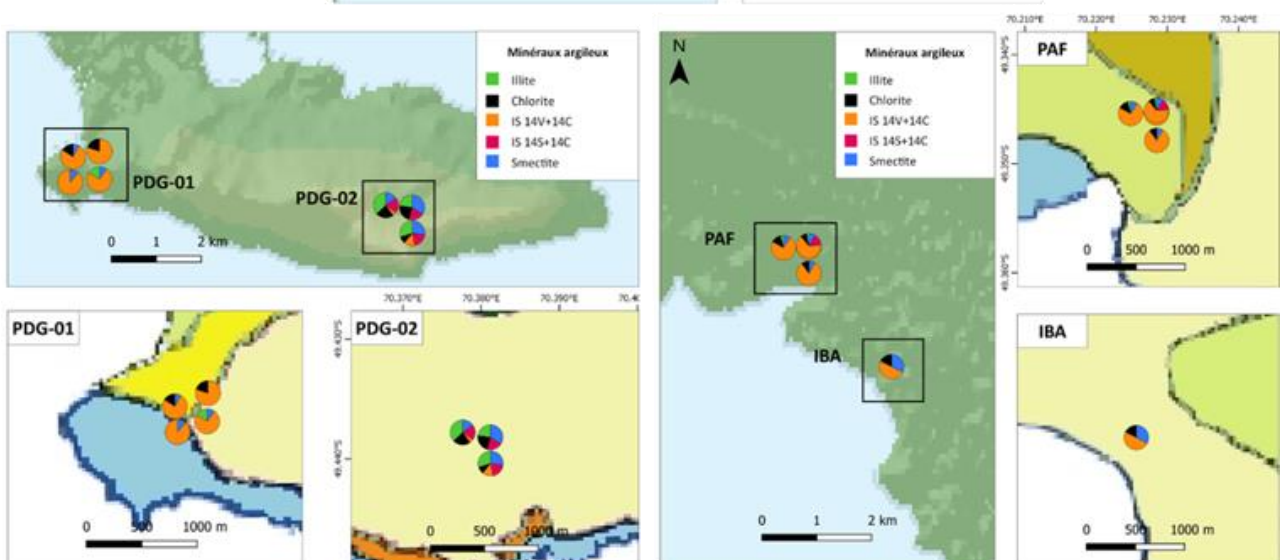 Minéraux argileux
Illite
Chlorite
IS 14V+14C
IS 14S+14C
Smectite
PDG-01
PDG-02
0 1 2 km
N
Minéraux argileux
Illite
Chlorite
IS 14V+14C
IS 14S+14C
Smectite
PAF
IBA
0 1 2 km
70.210°E 70.220°E 70.230°E 70.240°E
PAF
49.340°S
49.350°S
49.360°S
0 500 1000 m
PDG-01
0 500 1000 m
70.370°E 70.380°E 70.390°E 70.4
PDG-02
49.430°S
49.440°S
0 500 1000 m
IBA
0 500 1000 m